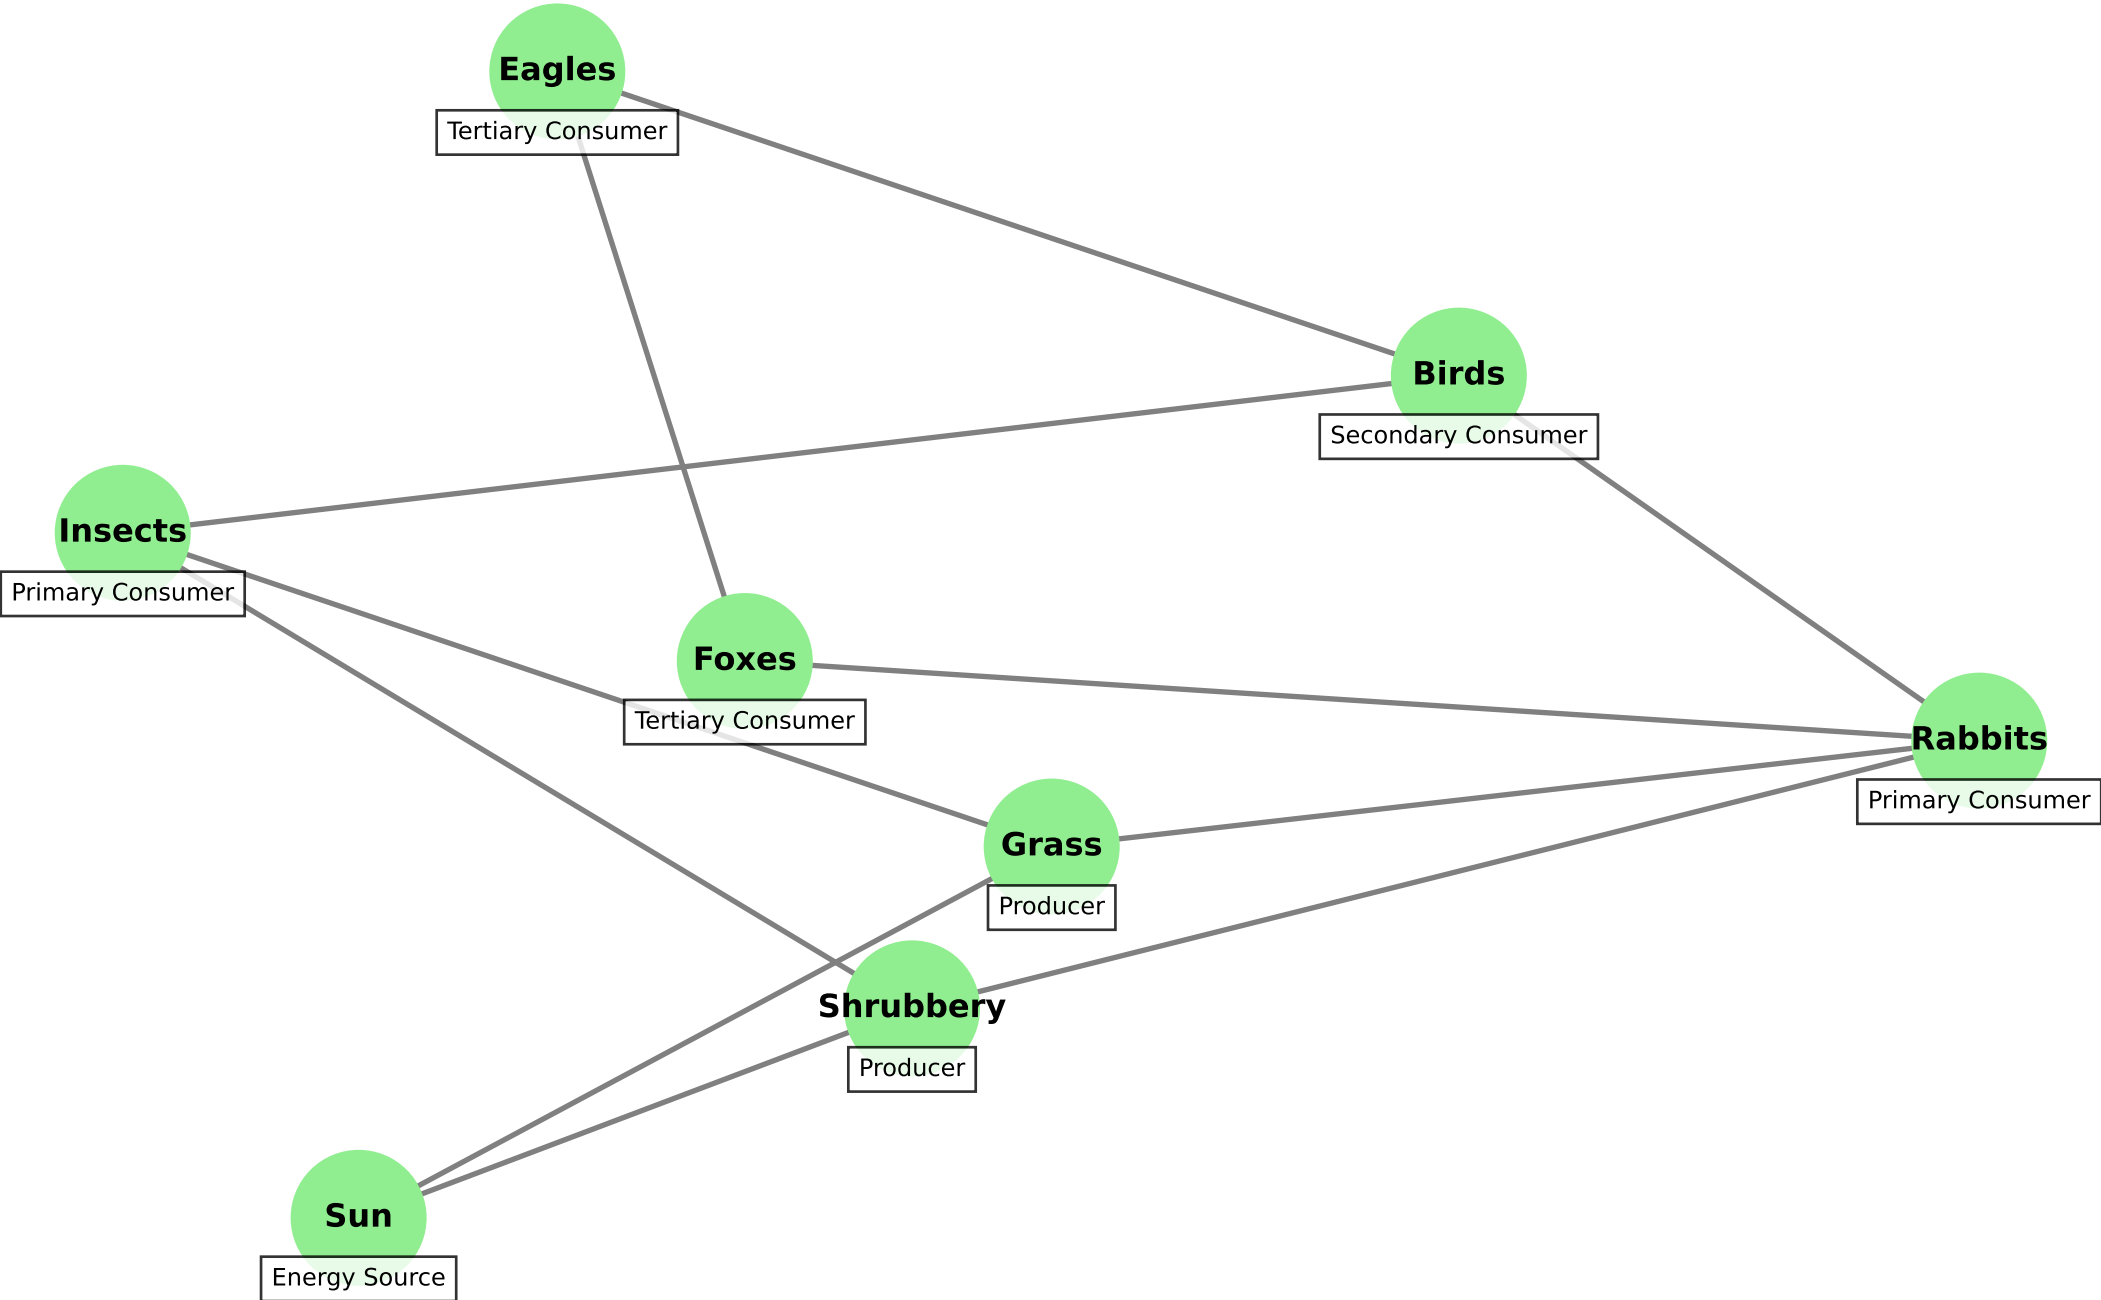 Eagles
Tertiary Consumer
Birds
Secondary Consumer
Insects
Primary Consumer
Foxes
Tertiary Consumer
Rabbits
Primary Consumer
Grass
Producer
Shrubbery
Producer
Sun
Energy Source